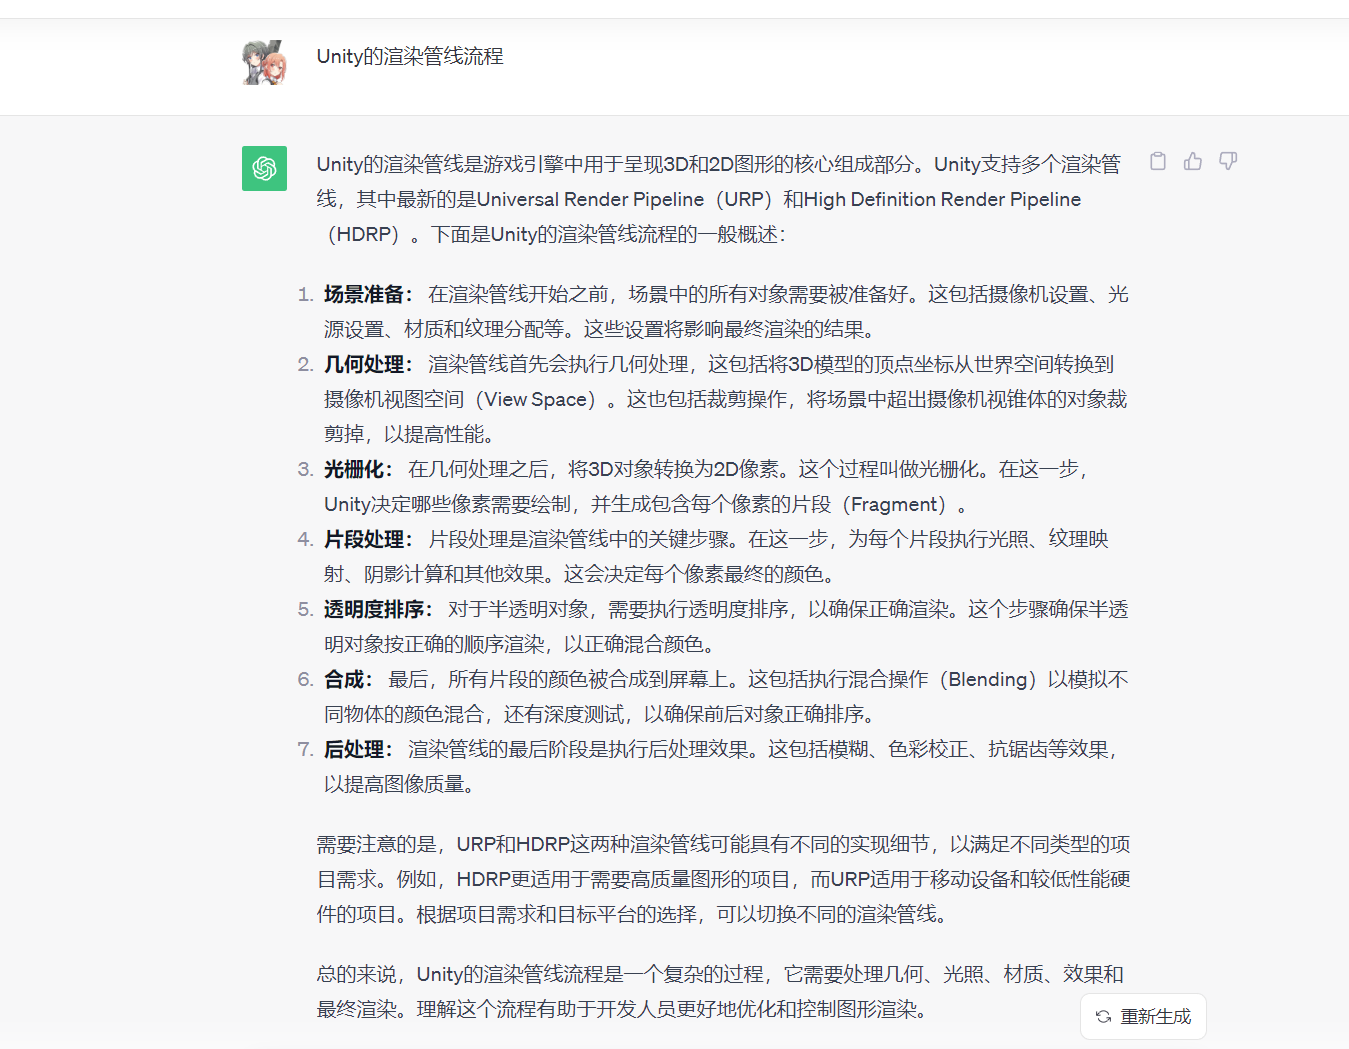 Unity的渲染管线流程
Unity的渲染管线是游戏引擎中用于呈现3D和2D图形的核心组成部分。Unity支持多个渲染管
线，其中最新的是Universal Render Pipeline（URP）和High Definition Render Pipeline
（HDRP）。下面是Unity的渲染管线流程的一般概述：
1. 场景准备： 在渲染管线开始之前，场景中的所有对象需要被准备好。这包括摄像机设置、光
源设置、材质和纹理分配等。这些设置将影响最终渲染的结果。
2. 几何处理： 渲染管线首先会执行几何处理，这包括将3D模型的顶点坐标从世界空间转换到
摄像机视图空间（View Space）。这也包括裁剪操作，将场景中超出摄像机视锥体的对象裁
剪掉，以提高性能。
3. 光栅化： 在几何处理之后，将3D对象转换为2D像素。这个过程叫做光栅化。在这一步，
Unity决定哪些像素需要绘制，并生成包含每个像素的片段（Fragment）。
4. 片段处理： 片段处理是渲染管线中的关键步骤。在这一步，为每个片段执行光照、纹理映
射、阴影计算和其他效果。这会决定每个像素最终的颜色。
5. 透明度排序： 对于半透明对象，需要执行透明度排序，以确保正确渲染。这个步骤确保半透
明对象按正确的顺序渲染，以正确混合颜色。
6. 合成： 最后，所有片段的颜色被合成到屏幕上。这包括执行混合操作（Blending）以模拟不
同物体的颜色混合，还有深度测试，以确保前后对象正确排序。
7. 后处理： 渲染管线的最后阶段是执行后处理效果。这包括模糊、色彩校正、抗锯齿等效果，
以提高图像质量。
需要注意的是，URP和HDRP这两种渲染管线可能具有不同的实现细节，以满足不同类型的项
目需求。例如，HDRP更适用于需要高质量图形的项目，而URP适用于移动设备和较低性能硬
件的项目。根据项目需求和目标平台的选择，可以切换不同的渲染管线。
总的来说，Unity的渲染管线流程是一个复杂的过程，它需要处理几何、光照、材质、效果和
最终渲染。理解这个流程有助于开发人员更好地优化和控制图形渲染。
重新生成